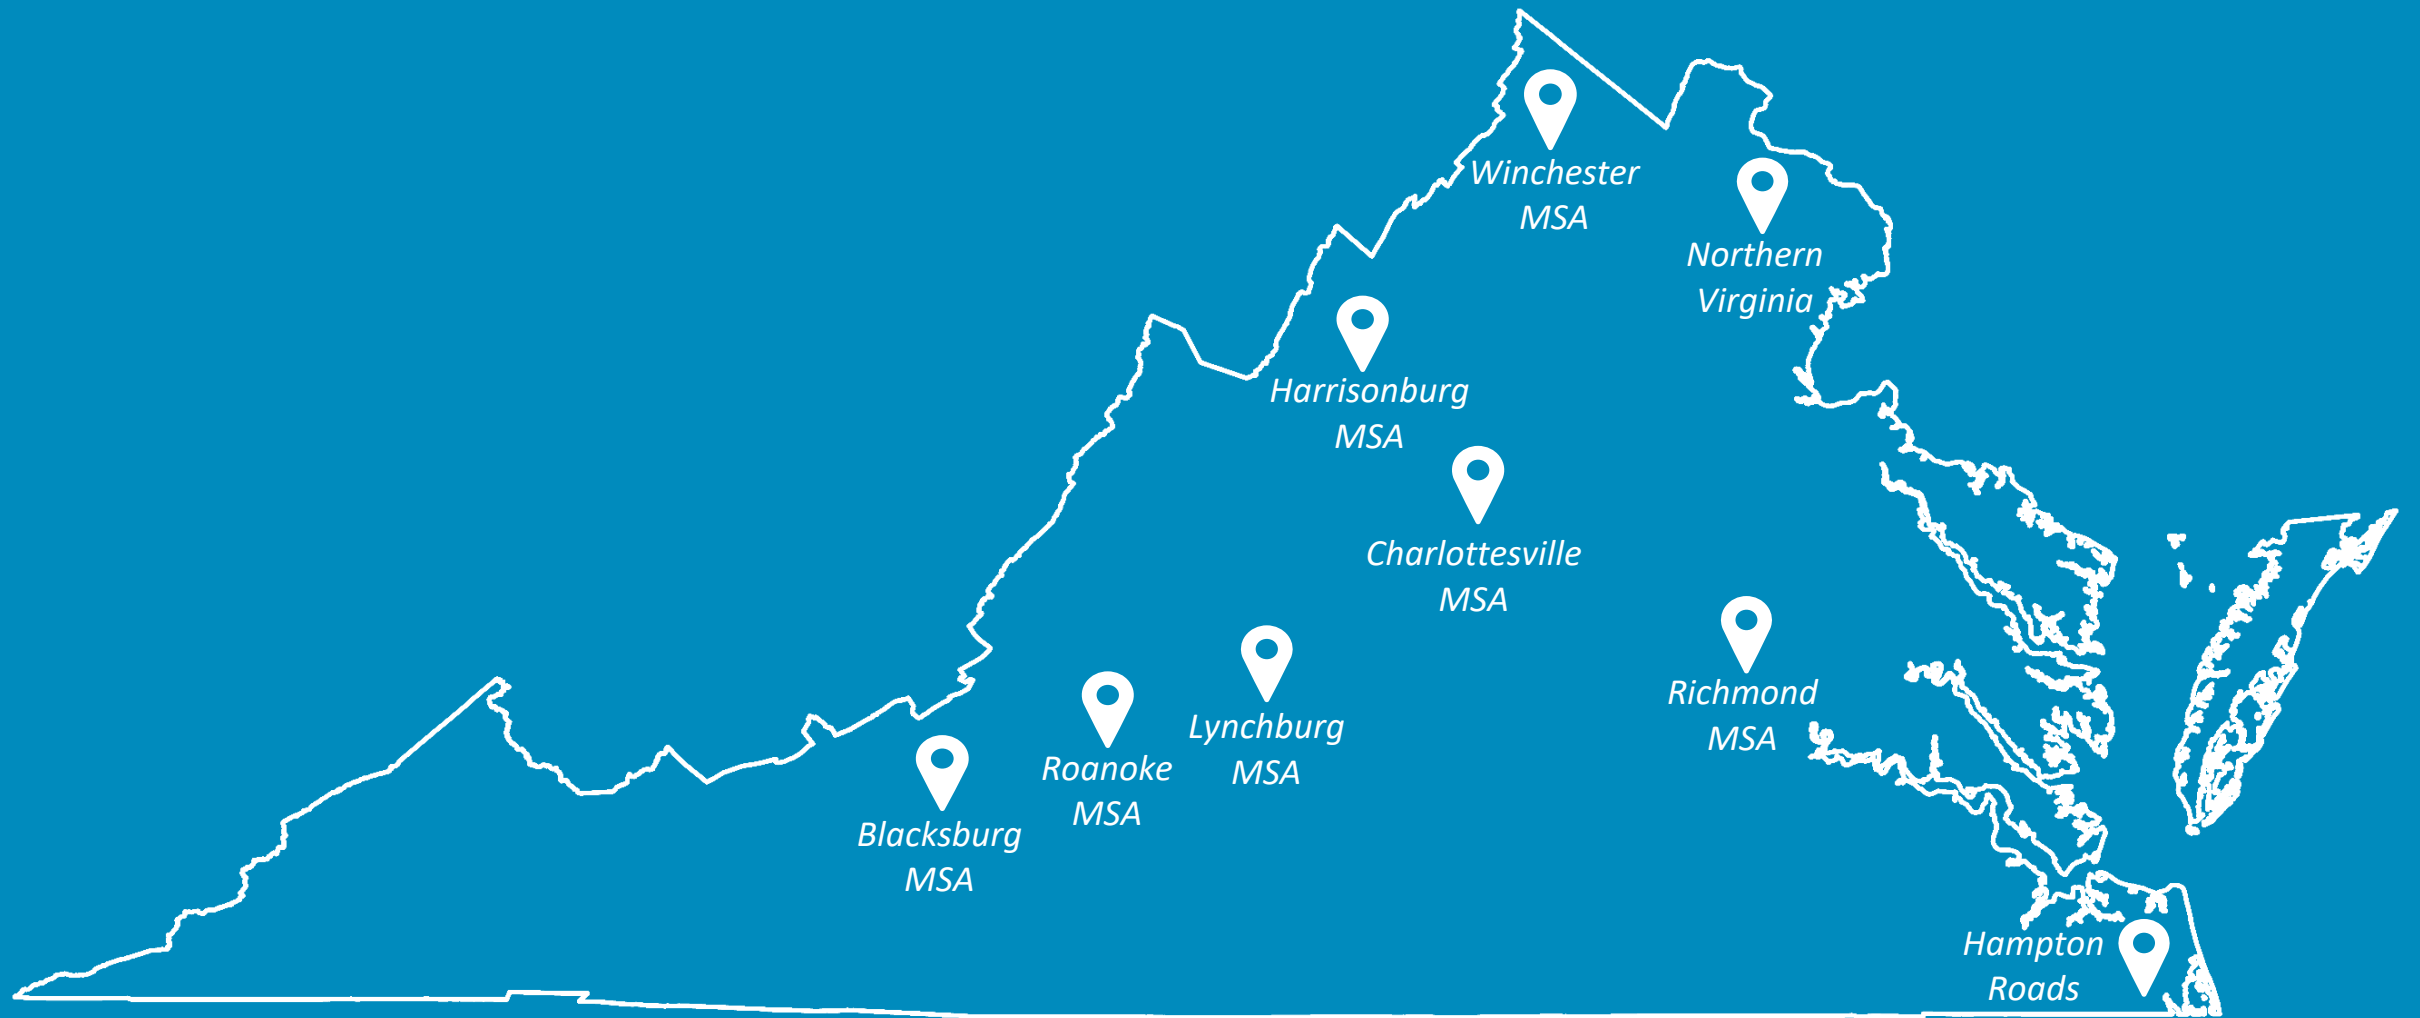 Winchester
MSA
Northern
Virginia
Harrisonburg
MSA
Charlottesville
MSA
Richmond
MSA
Lynchburg
MSA
Roanoke
MSA
Blacksburg
MSA
Hampton
Roads